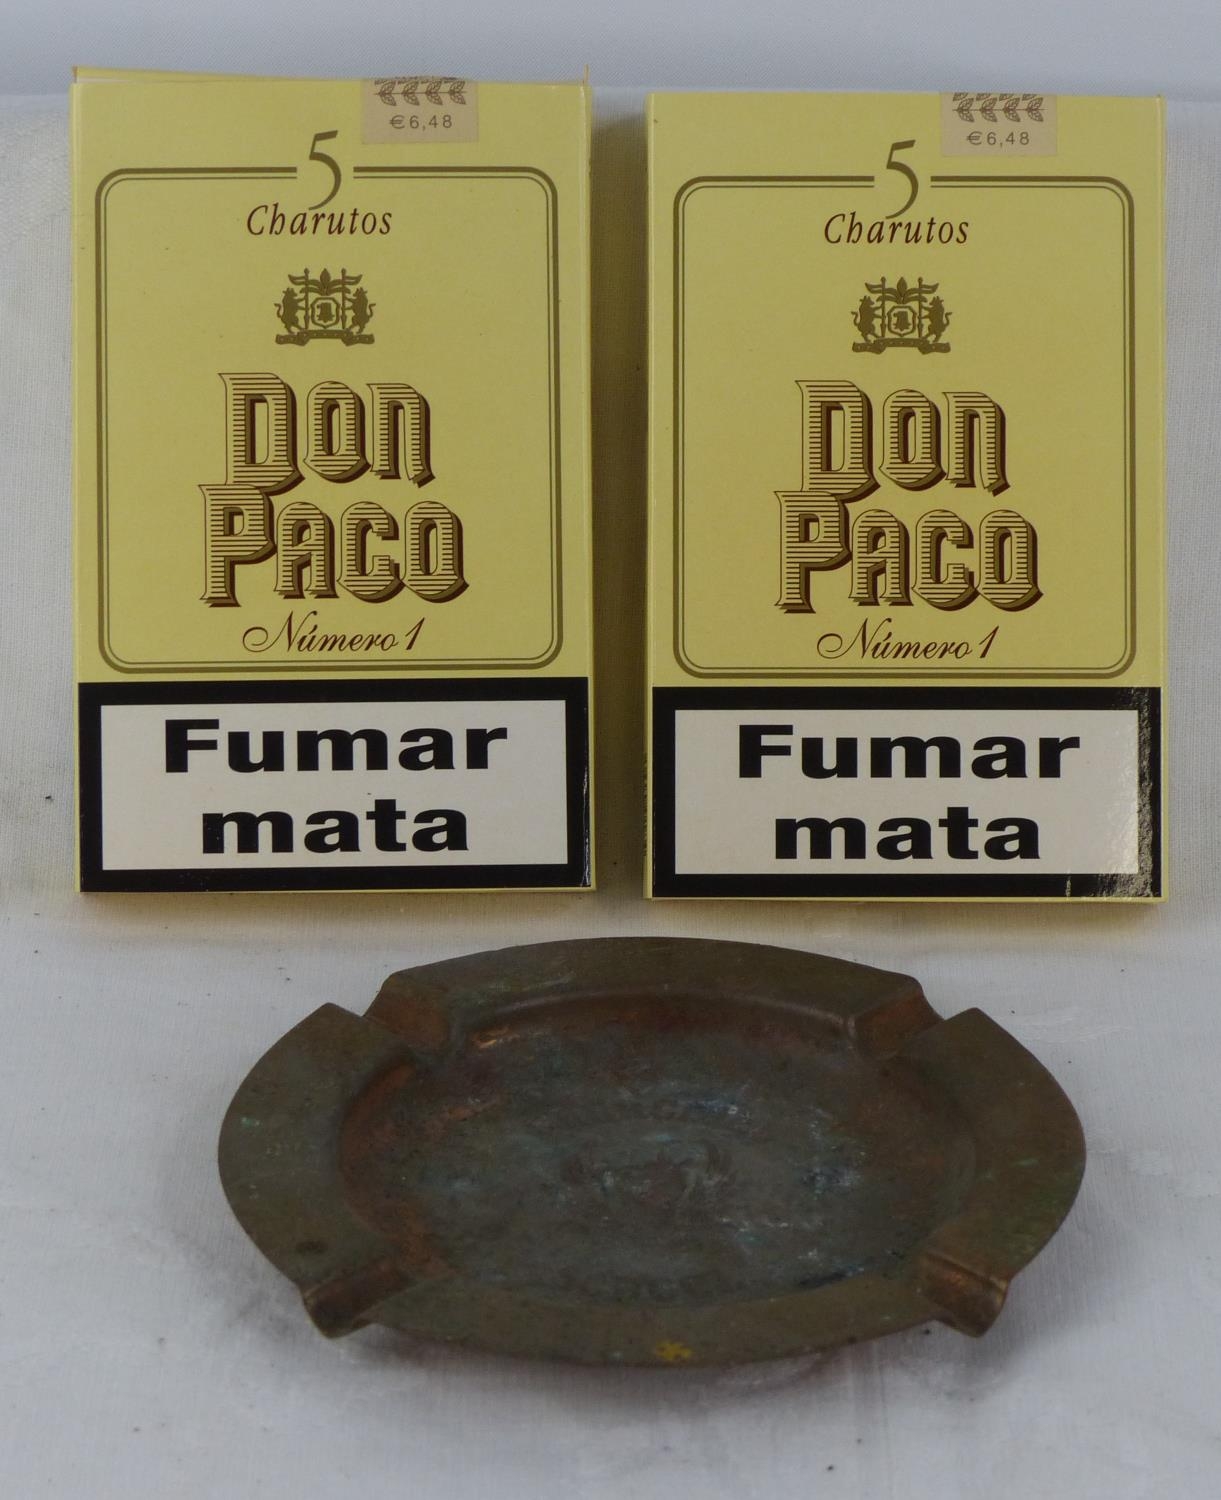 €6,48
5
Charutos
Don
Paco
Número 1
Fumar
mata
€6,48
5
Charutos
Don
Paco
Número 1
Fumar
mata